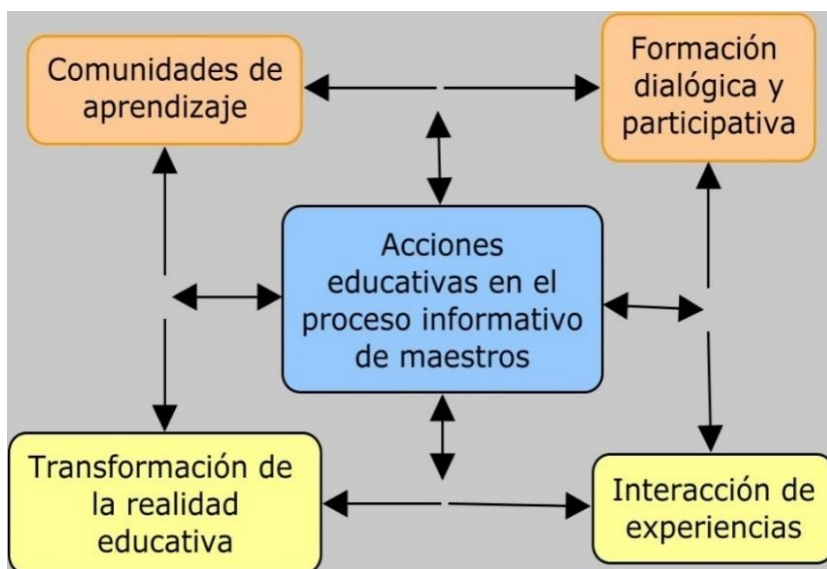 Comunidades de
aprendizaje
Formación
dialógica y
participativa
Acciones
educativas en el
proceso informativo
de maestros
Transformación de
la realidad
educativa
Interacción de
experiencias